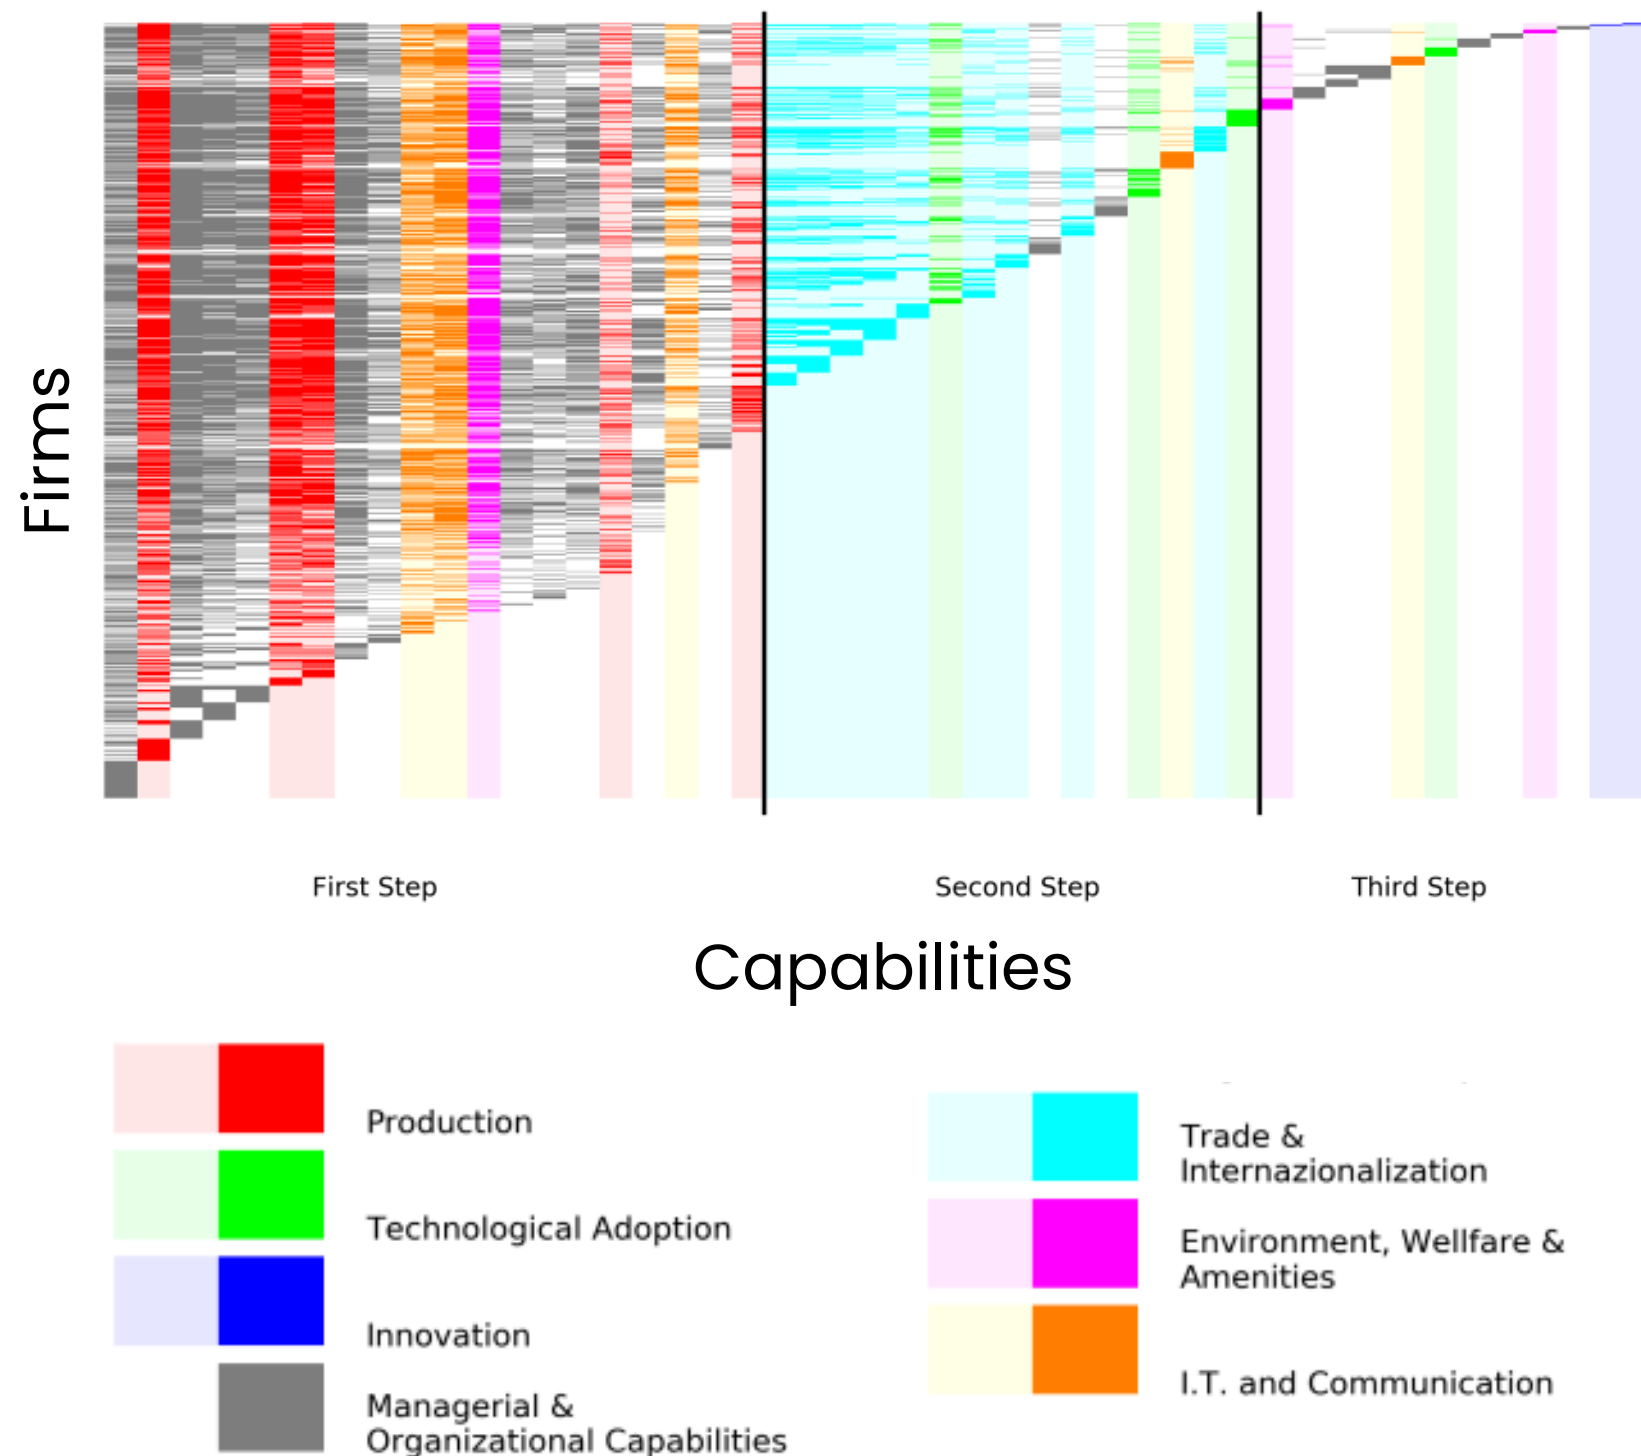 Firms
First Step
Second Step
Third Step
Capabilities
Production
Technological Adoption
Innovation
Managerial &
Organizational Capabilities
Trade &
Internazionalization
Environment, Wellfare &
Amenities
I.T. and Communication